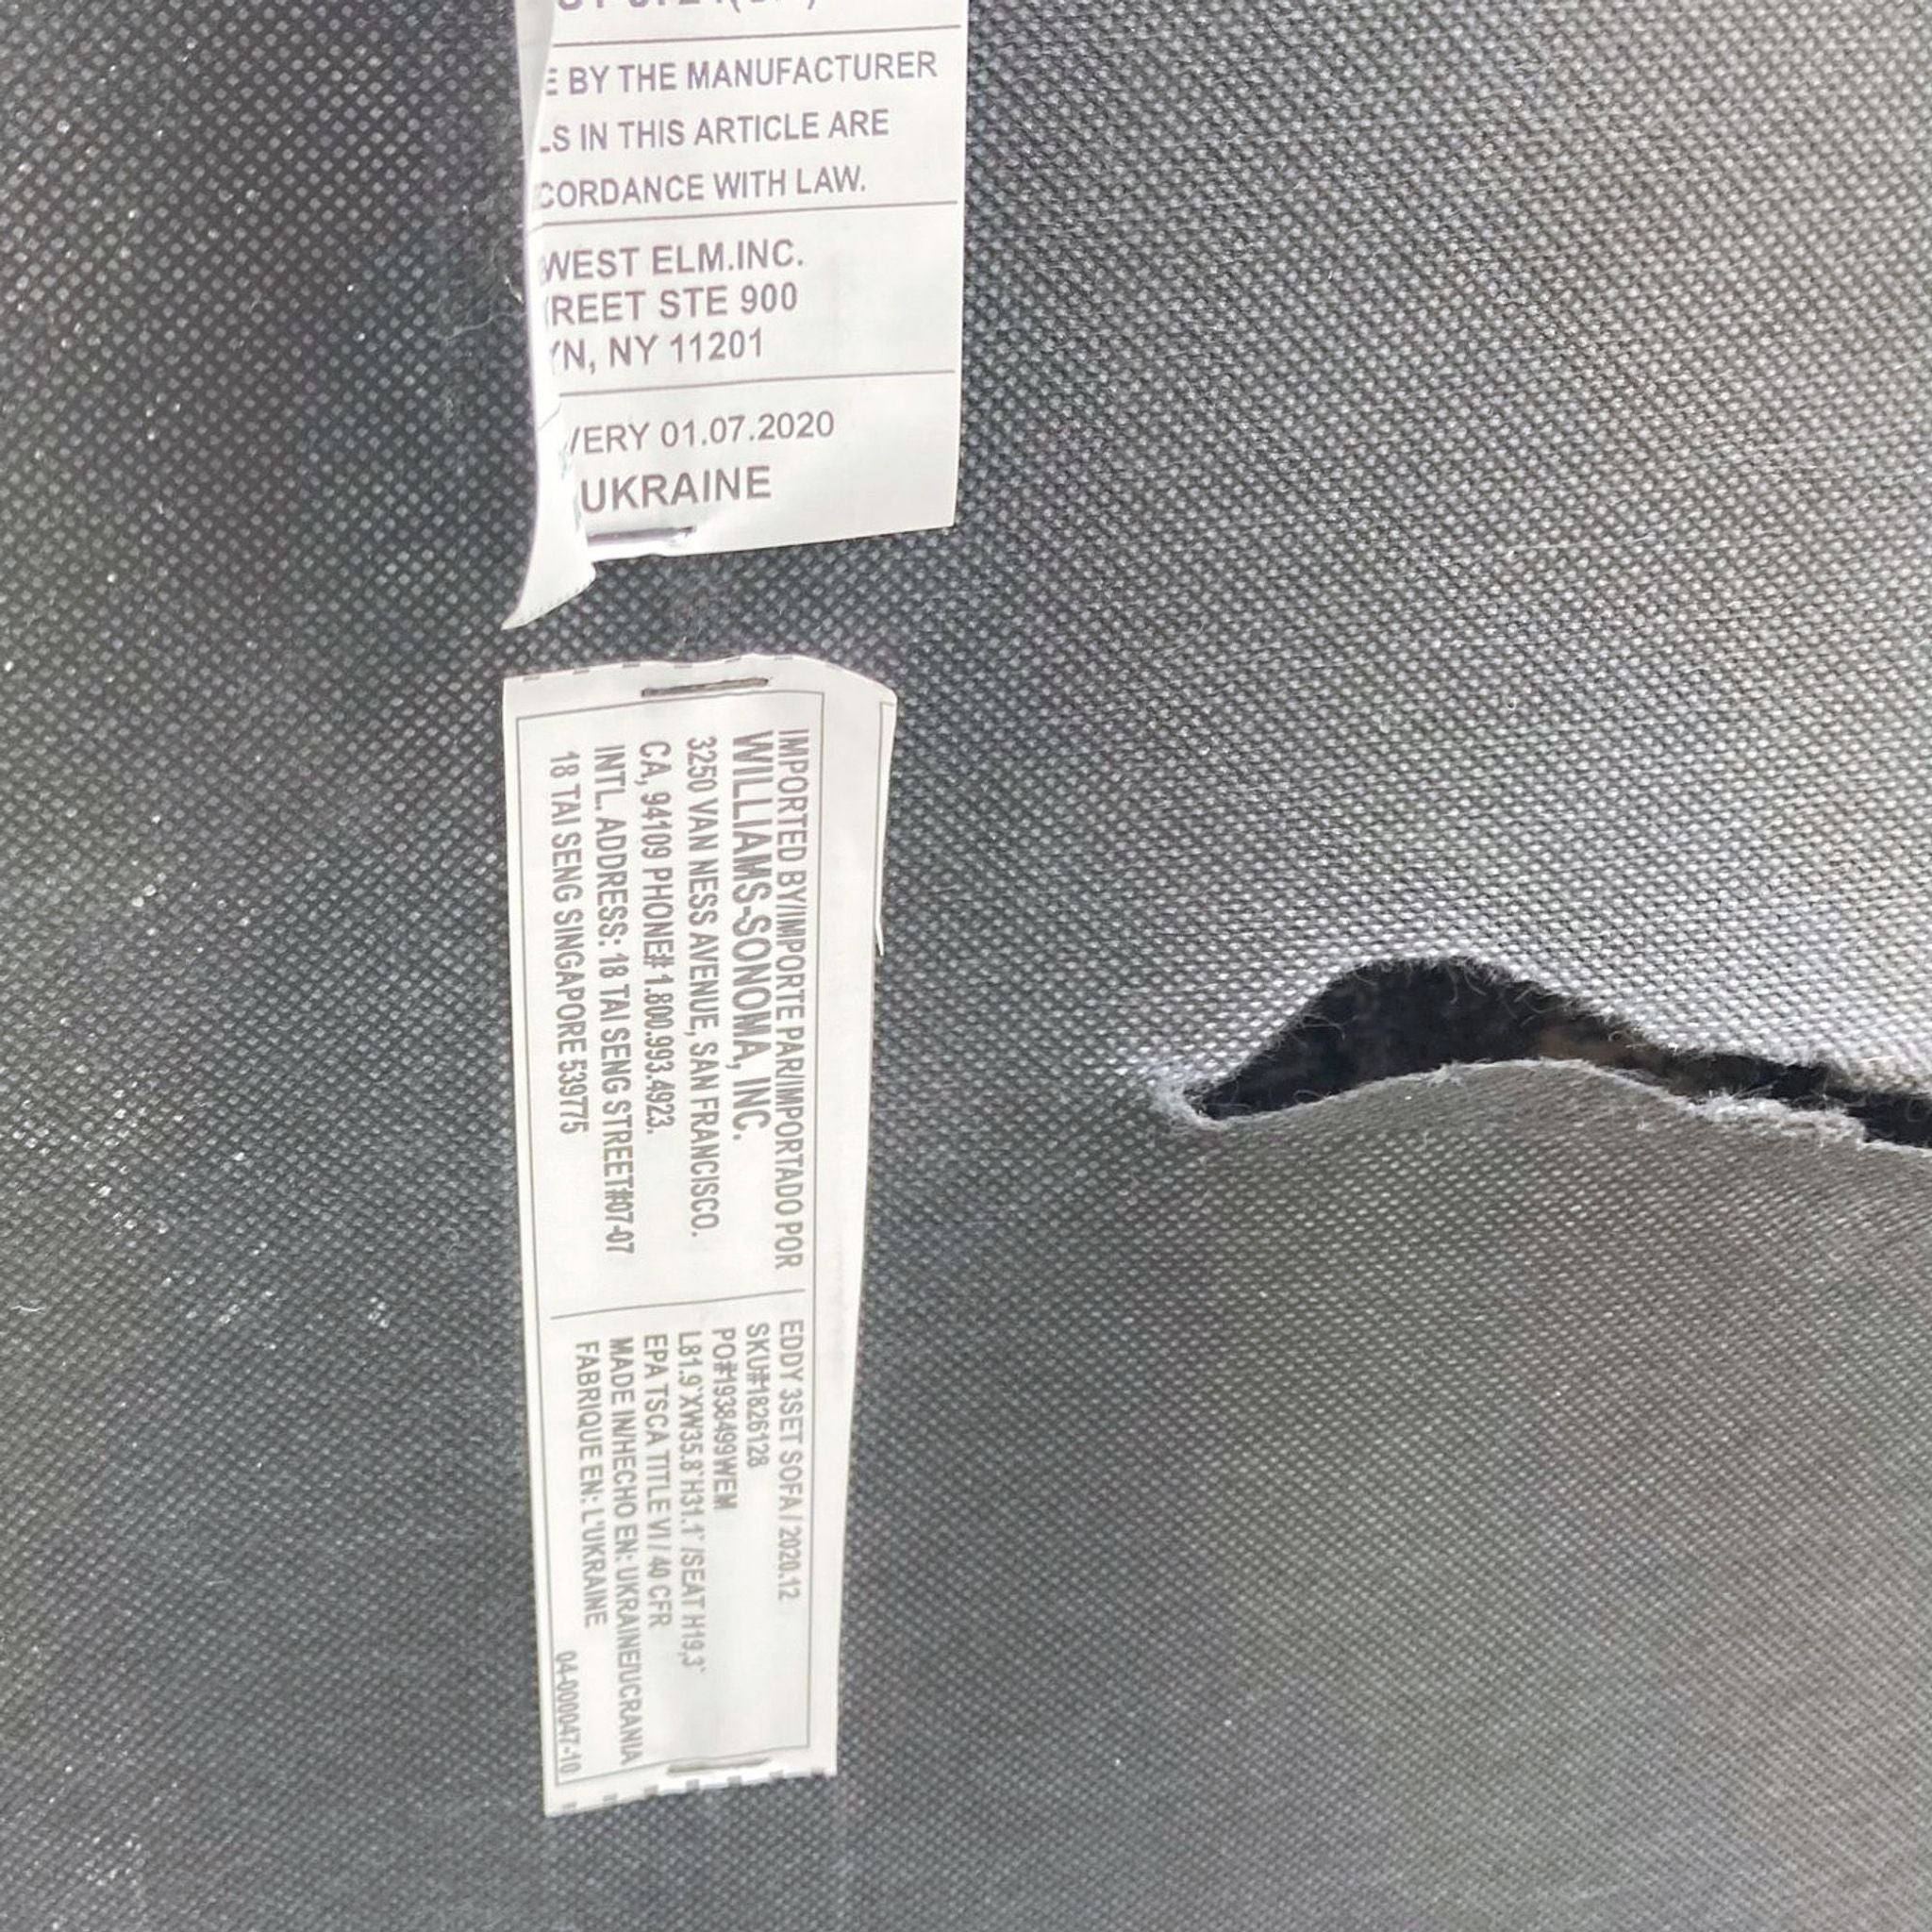 E BY THE MANUFACTURER
LS IN THIS ARTICLE ARE
CORDANCE WITH LAW.
WEST ELM.INC.
REET STE 900
YN, NY 11201
VERY 01.07.2020
UKRAINE
IMPORTED BY/IMPORTE PAR/IMPORTADO POR
WILLIAMS-SONOMA, INC.
3250 VAN NESS AVENUE, SAN FRANCISCO.
CA, 94109 PHONE# 1.800.993.4923.
INTL. ADDRESS: 18 TAI SENG STREET#07-07
18 TAI SENG SINGAPORE 539775
EDDY 3SET SOFA / 2020.12
SKU#1826128
PO#19384999WEM
L81.9`XW35.8`H31.1` /SEAT H19,3`
EPA TSCA TITLE VI / 40 CFR
MADE IN/HECHO EN: UKRAINE/UCRANIA
FABRIQUE EN: L'UKRAINE
04-000047-10